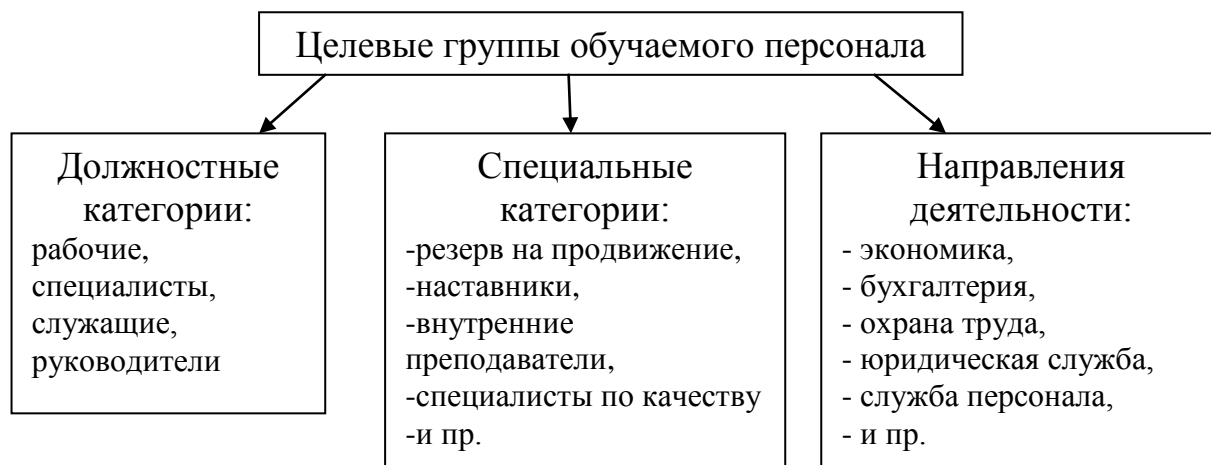 Целевые группы обучаемого персонала
Должностные
категории:
рабочие,
специалисты,
служащие,
руководители
Специальные
категории:
-резерв на продвижение,
-наставники,
-внутренние
преподаватели,
-специалисты по качеству
-и пр.
Направления
деятельности:
- экономика,
- бухгалтерия,
- охрана труда,
- юридическая служба,
- служба персонала,
- и пр.